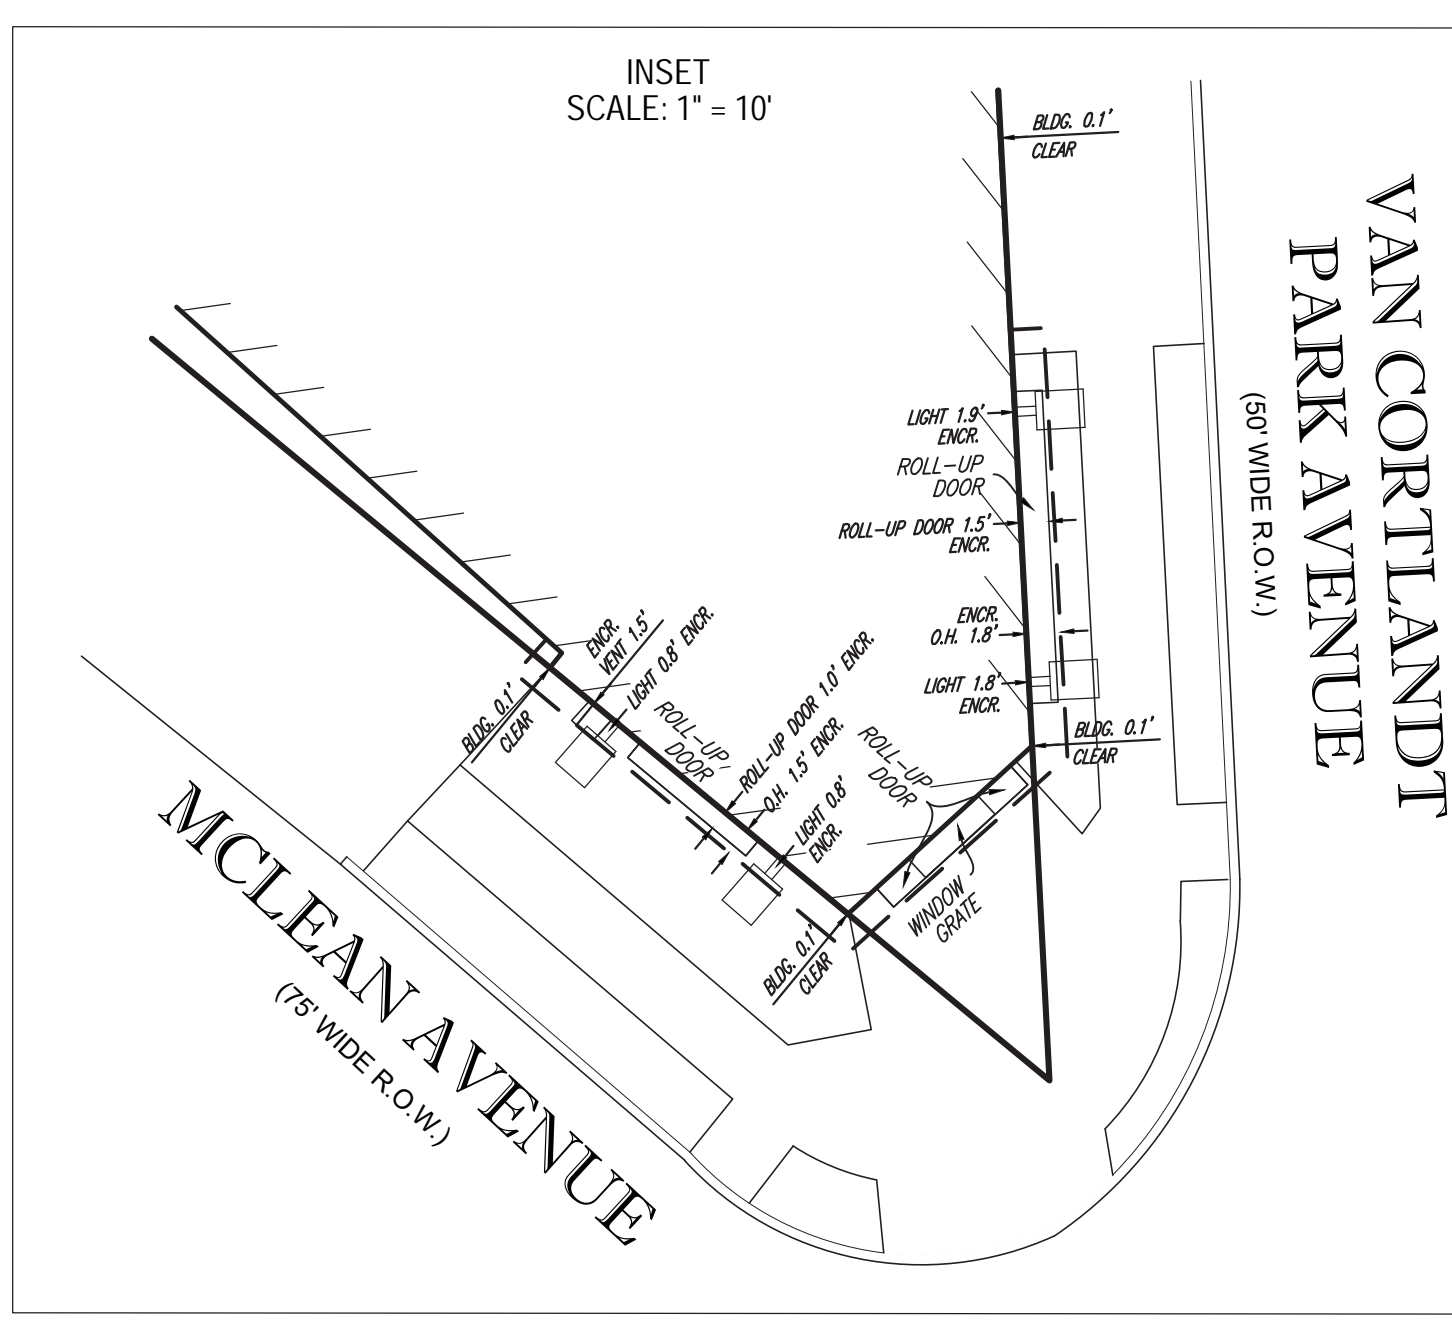 INSET
SCALE: 1" = 10'
BLDG. 0.1'
CLEAR
VAN CORTLANDT
PARK AVENUE
(50' WIDE R.O.W.)
LIGHT 1.9'
ENCR.
ROLL-UP
DOOR
ROLL-UP DOOR 1.5'
ENCR.
ENCR.
O.H. 1.8'
LIGHT 1.8'
ENCR.
BLDG. 0.1'
CLEAR
ENCR.
VENT 1.5'
LIGHT 0.8' ENCR.
ROLL-UP
DOOR
ROLL-UP DOOR 1.0' ENCR.
O.H. 1.5' ENCR.
LIGHT 0.8'
ENCR.
ROLL-UP
DOOR
WINDOW
GRATE
BLDG. 0.1'
CLEAR
BLDG. 0.1'
CLEAR
MCLEAN AVENUE
(75' WIDE R.O.W.)